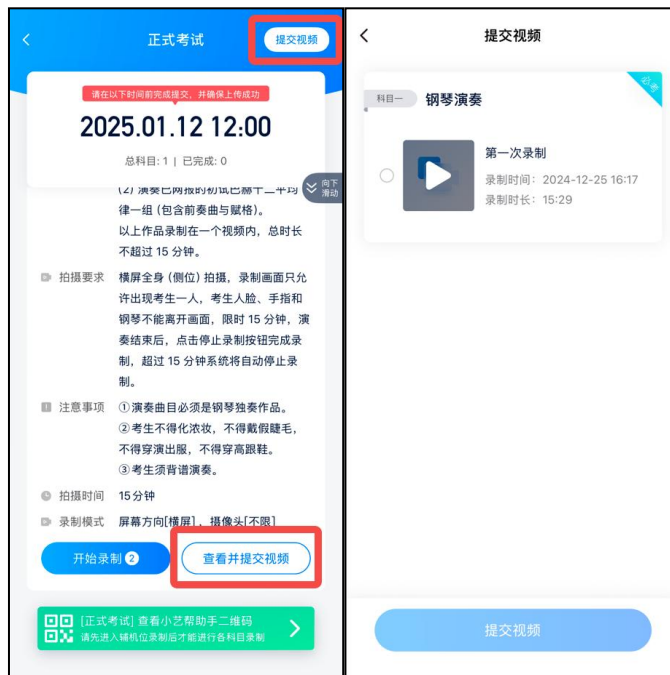 正式考试
提交视频
请在以下时间前完成提交，并确保上传成功
2025.01.12 12:00
总科目: 1 | 已完成: 0
向下
滑动
(2) 演奏已网报的初试巴赫十二平均
律一组 (包含前奏曲与赋格)。
以上作品录制在一个视频内，总时长
不超过 15 分钟。
拍摄要求 横屏全身 (侧位) 拍摄，录制画面只允
许出现考生一人，考生人脸、手指和
钢琴不能离开画面，限时 15 分钟，演
奏结束后，点击停止录制按钮完成录
制，超过 15 分钟系统将自动停止录
制。
注意事项 ①演奏曲目必须是钢琴独奏作品。
②考生不得化浓妆，不得戴假睫毛，
不得穿演出服，不得穿高跟鞋。
③考生须背谱演奏。
拍摄时间 15分钟
录制模式 屏幕方向[横屏]，摄像头[不限]
开始录制 2
查看并提交视频
[正式考试] 查看小艺帮助手二维码
请先进入辅机位录制后才能进行各科目录制
提交视频
必考
科目一 钢琴演奏
第一次录制
录制时间：2024-12-25 16:17
录制时长：15:29
提交视频